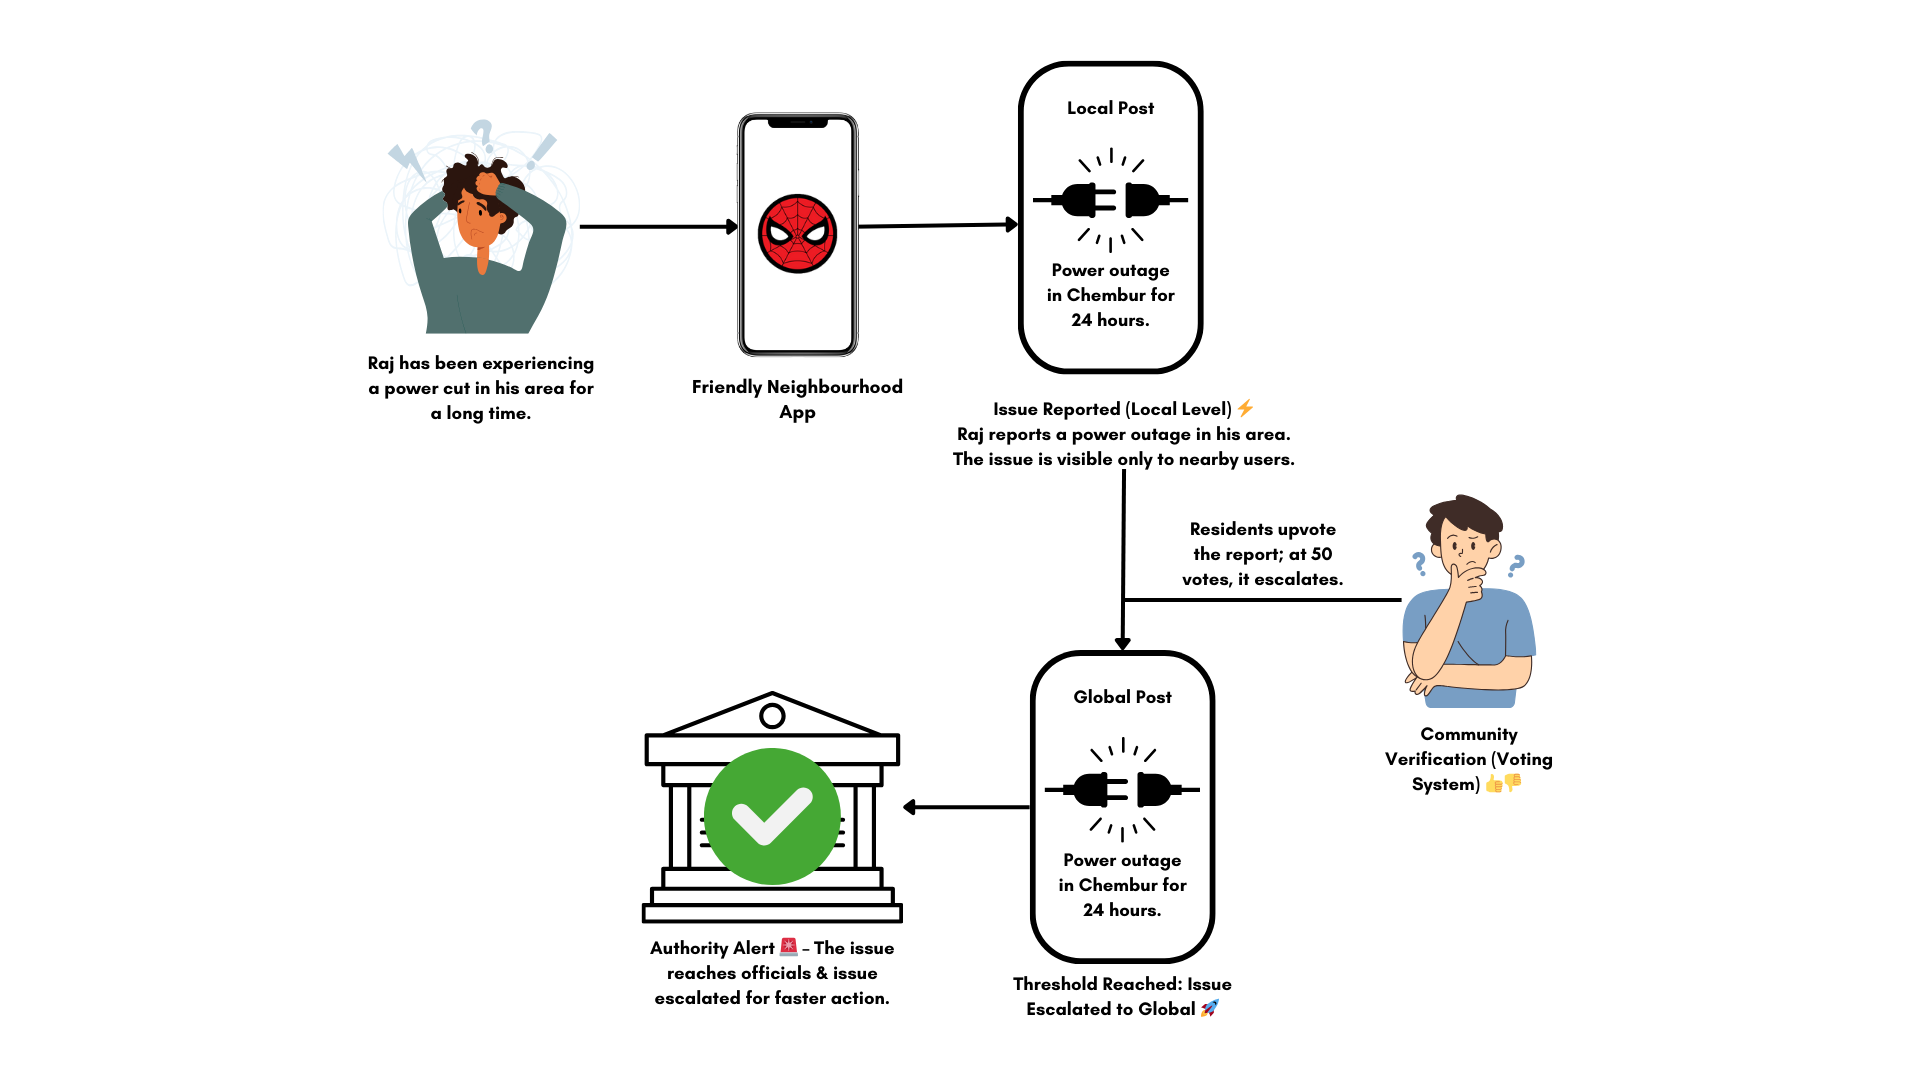 Raj has been experiencing
a power cut in his area for
a long time.
Friendly Neighbourhood
App
Local Post
Power outage
in Chembur for
24 hours.
Issue Reported (Local Level) ⚡
Raj reports a power outage in his area.
The issue is visible only to nearby users.
Residents upvote
the report; at 50
votes, it escalates.
Community
Verification (Voting
System) 👍👎
Global Post
Power outage
in Chembur for
24 hours.
Threshold Reached: Issue
Escalated to Global 🚀
Authority Alert 🚨 – The issue
reaches officials & issue
escalated for faster action.